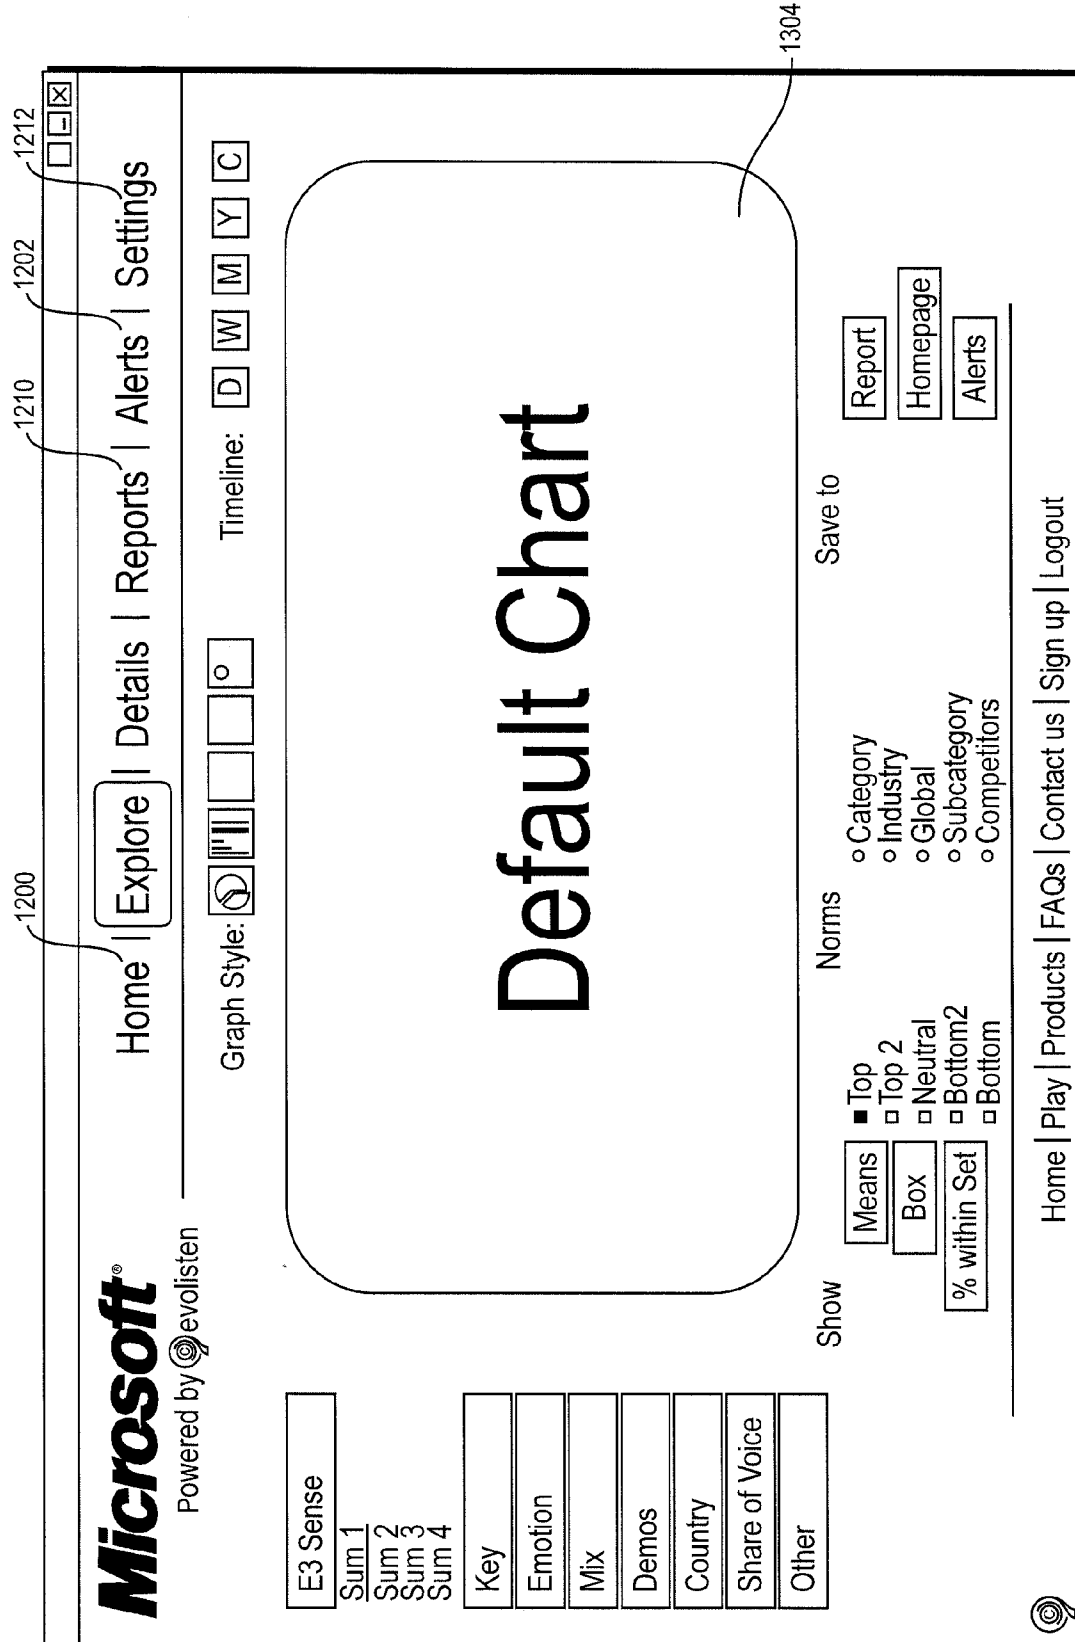 1200
1210
1202
1212
Microsoft®
Powered by evolisten
Home | Explore | Details | Reports | Alerts | Settings
Graph Style:
Timeline: D W M Y C
E3 Sense
Sum 1
Sum 2
Sum 3
Sum 4
Key
Emotion
Mix
Demos
Country
Share of Voice
Other
Default Chart
1304
Show
Means
Box
% within Set
Top
Top 2
Neutral
Bottom2
Bottom
Norms
Category
Industry
Global
Subcategory
Competitors
Save to
Report
Homepage
Alerts
Home | Play | Products | FAQs | Contact us | Sign up | Logout
©